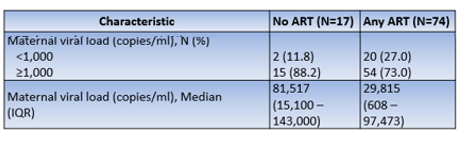 Characteristic No ART (N=17) Any ART (N=74)
Maternal viral load (copies/ml), N (%)
<1,000 2 (11.8) 20 (27.0)
≥1,000 15 (88.2) 54 (73.0)
Maternal viral load (copies/ml), Median 81,517 29,815
(IQR) (15,100 – (608 –
143,000) 97,473)